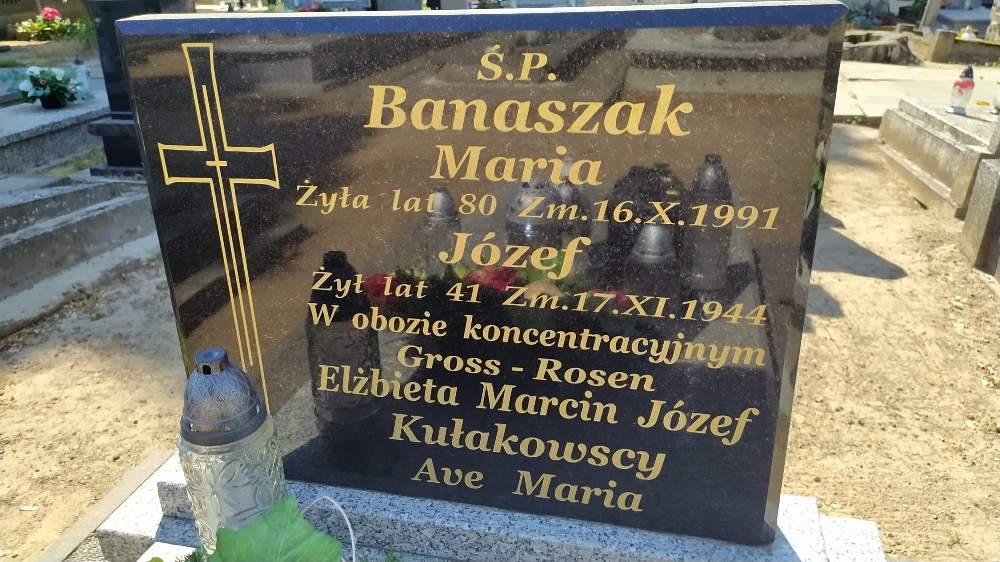 Ś.P.
Banaszak
Maria
Żyła lat 80 Zm.16.X.1991
Józef
Żył lat 41 Zm.17.XI.1944
W obozie koncentracyjnym
Gross - Rosen
Elżbieta Marcin Józef
Kułakowscy
Ave Maria